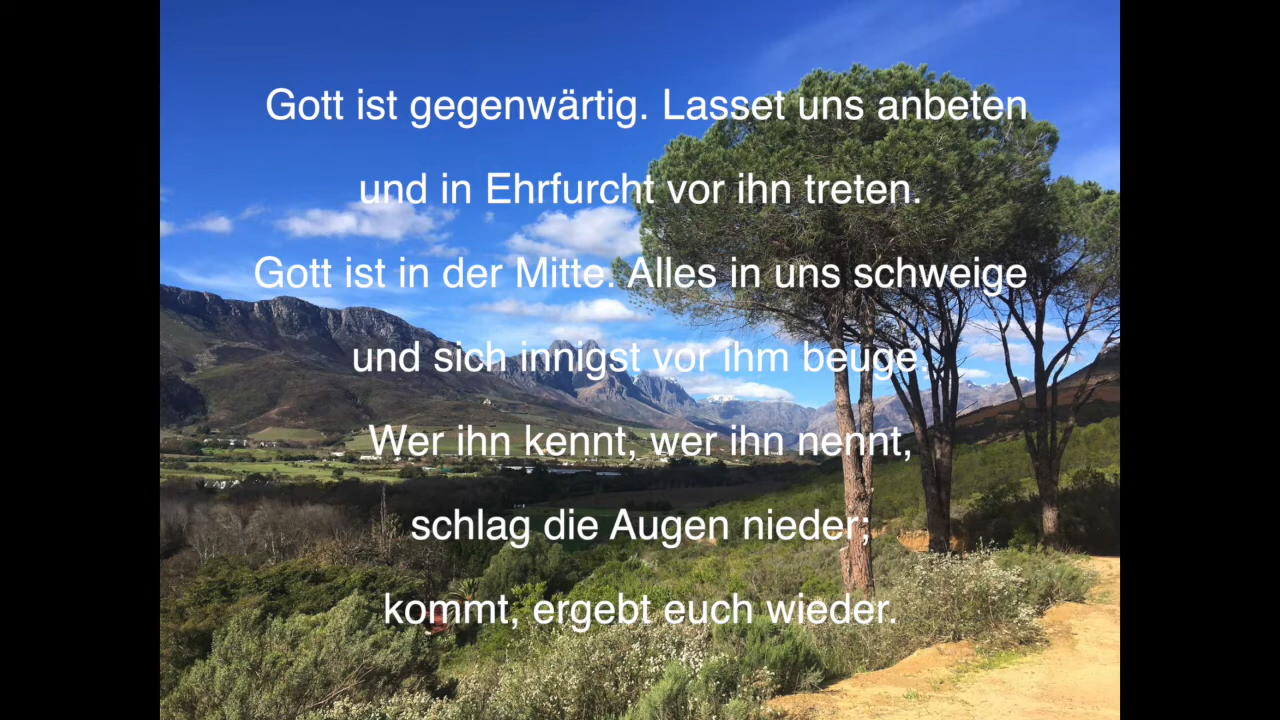 Gott ist gegenwärtig. Lasset uns anbeten
und in Ehrfurcht vor ihn treten.
Gott ist in der Mitte. Alles in uns schweige
und sich innigst vor ihm beuge.
Wer ihn kennt, wer ihn nennt,
schlag die Augen nieder;
kommt, ergebt euch wieder.